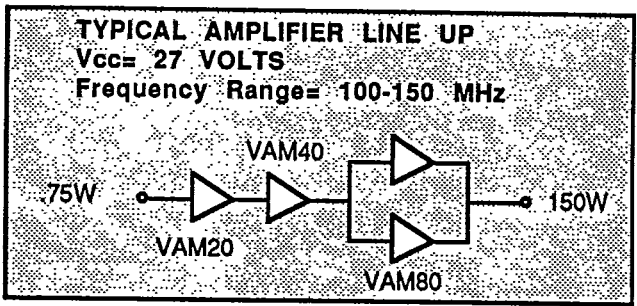 TYPICAL AMPLIFIER LINE UP
Vcc= 27 VOLTS
Frequency Range= 100-150 MHz
VAM40
.75W
150W
VAM20
VAM80